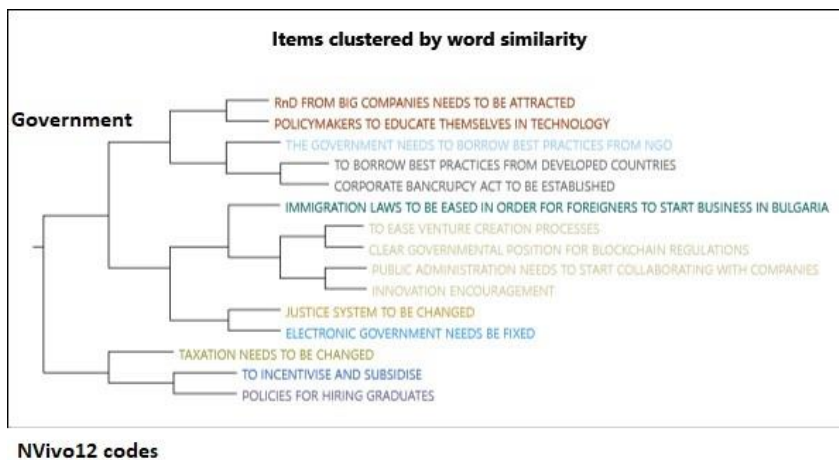 Items clustered by word similarity
Government
RnD FROM BIG COMPANIES NEEDS TO BE ATTRACTED
POLICYMAKERS TO EDUCATE THEMSELVES IN TECHNOLOGY
THE GOVERNMENT NEEDS TO BORROW BEST PRACTICES FROM NGO
TO BORROW BEST PRACTICES FROM DEVELOPED COUNTRIES
CORPORATE BANCRUPCY ACT TO BE ESTABLISHED
IMMIGRATION LAWS TO BE EASED IN ORDER FOR FOREIGNERS TO START BUSINESS IN BULGARIA
TO EASE VENTURE CREATION PROCESSES
CLEAR GOVERNMENTAL POSITION FOR BLOCKCHAIN REGULATIONS
PUBLIC ADMINISTRATION NEEDS TO START COLLABORATING WITH COMPANIES
INNOVATION ENCOURAGEMENT
JUSTICE SYSTEM TO BE CHANGED
ELECTRONIC GOVERNMENT NEEDS BE FIXED
TAXATION NEEDS TO BE CHANGED
TO INCENTIVISE AND SUBSIDISE
POLICIES FOR HIRING GRADUATES
NVivo12 codes